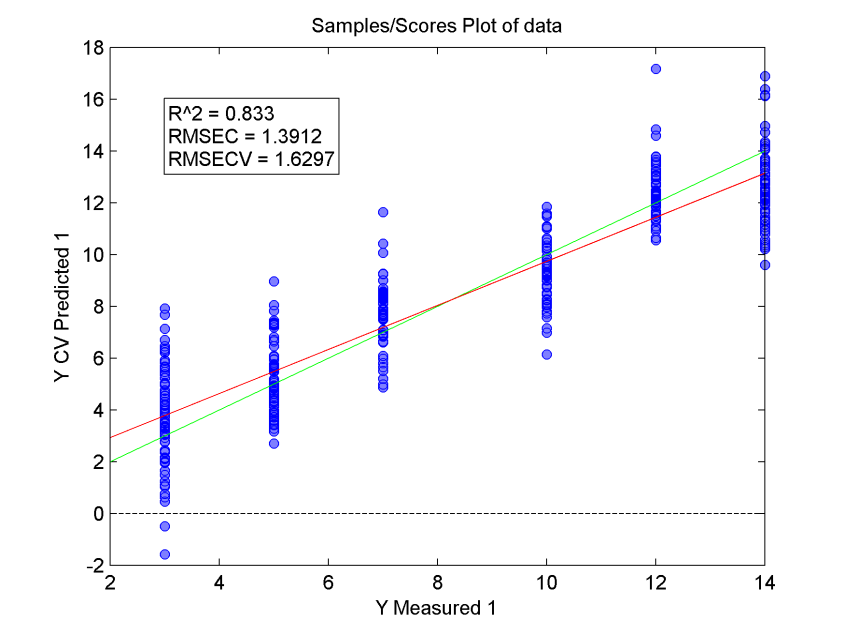 Samples/Scores Plot of data
18
16
14
12
10
8
6
4
2
0
-2
R^2 = 0.833
RMSEC = 1.3912
RMSECV = 1.6297
Y CV Predicted 1
2 4 6 8 10 12 14
Y Measured 1